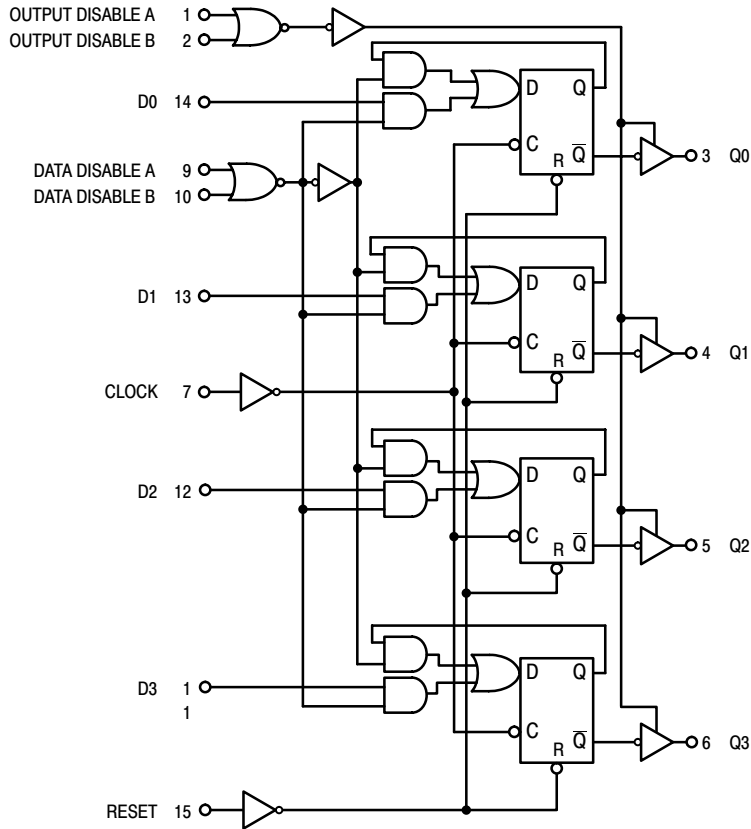 OUTPUT DISABLE A 1
OUTPUT DISABLE B 2
D Q
D0 14
C
R Q̅ 3 Q0
DATA DISABLE A 9
DATA DISABLE B 10
D Q
D1 13
C
R Q̅ 4 Q1
CLOCK 7
D Q
D2 12
C
R Q̅ 5 Q2
D Q
D3 1
1
C
R Q̅ 6 Q3
RESET 15